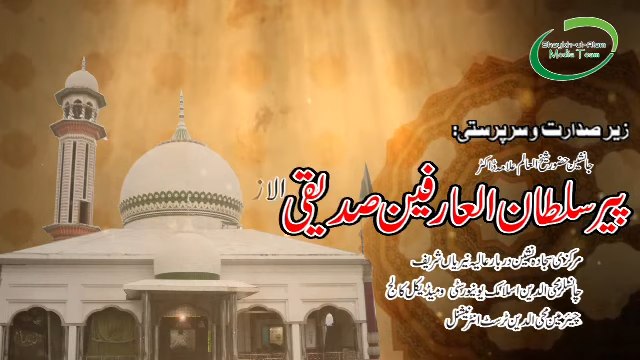 Shaykh-ul-Alam
Media Team
زیر صدارت و سرپرستی:
جانشین حضور شیخ العالم علامہ ڈاکٹر
پیر سلطان العارفین صدیقی الاز
مرکزی سجادہ نشین دربار عالیہ نیریاں شریف
چانسلر محی الدین اسلامک یونیورسٹی و میڈیکل کالج
چیئرمین محی الدین ٹرسٹ انٹرنیشنل